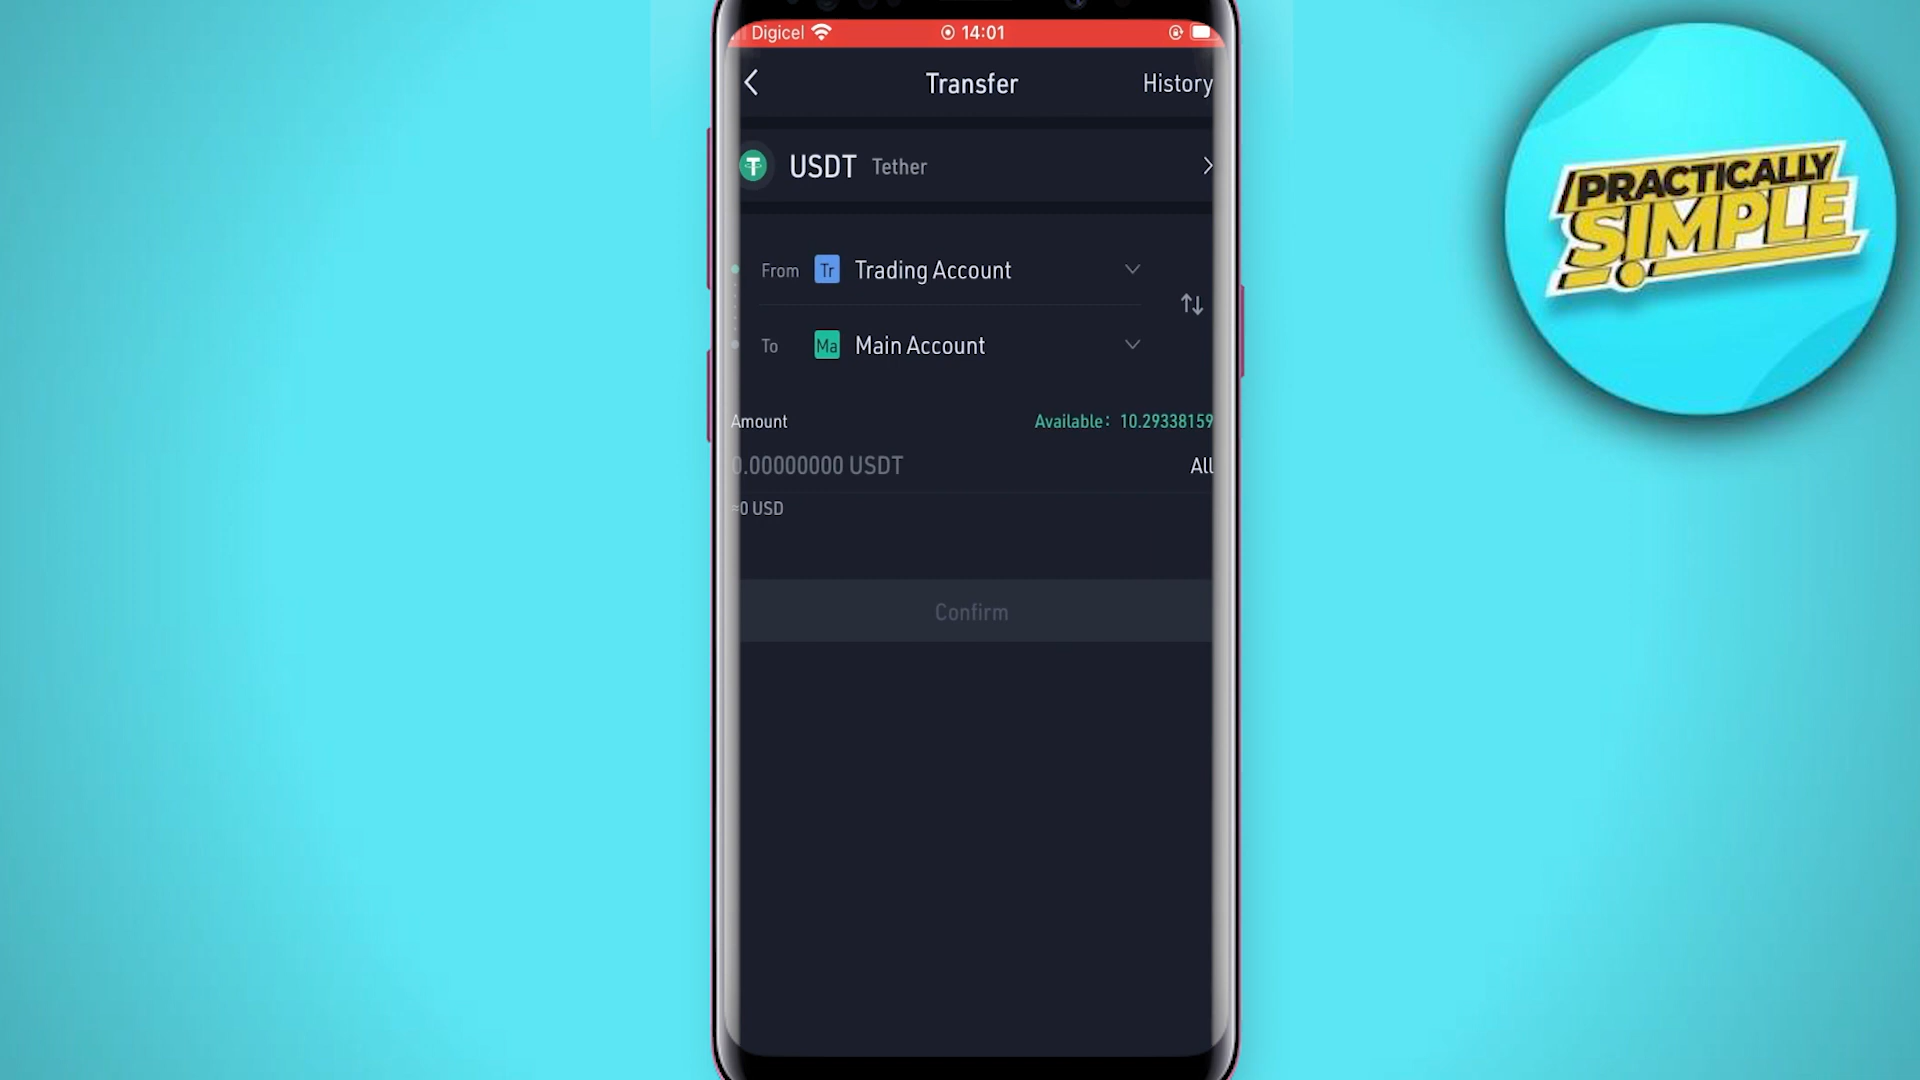 Digicel 14:01
Transfer History
USDT Tether
From Tr Trading Account
To Ma Main Account
Amount Available: 10.29338159
0.00000000 USDT All
≈0 USD
Confirm
PRACTICALLY
SIMPLE